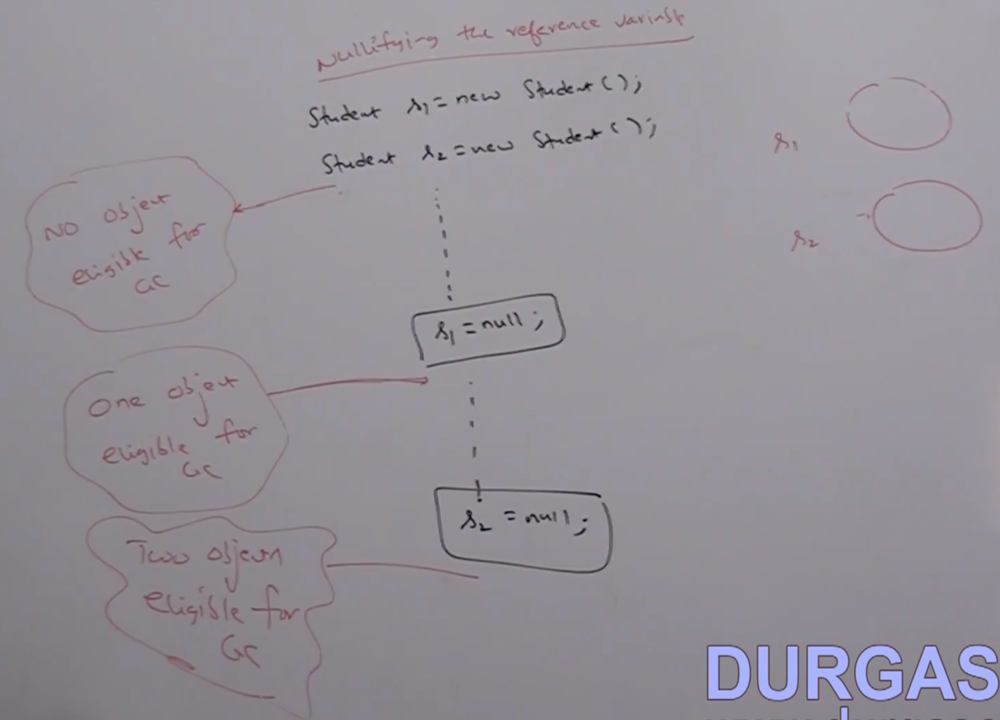 Nullifying the reference variable
Student s1 = new Student();
Student s2 = new Student();
s1
s2
No object
eligible for
GC
s1 = null;
One object
eligible for
GC
s2 = null;
Two objects
eligible for
GC
DURGAS